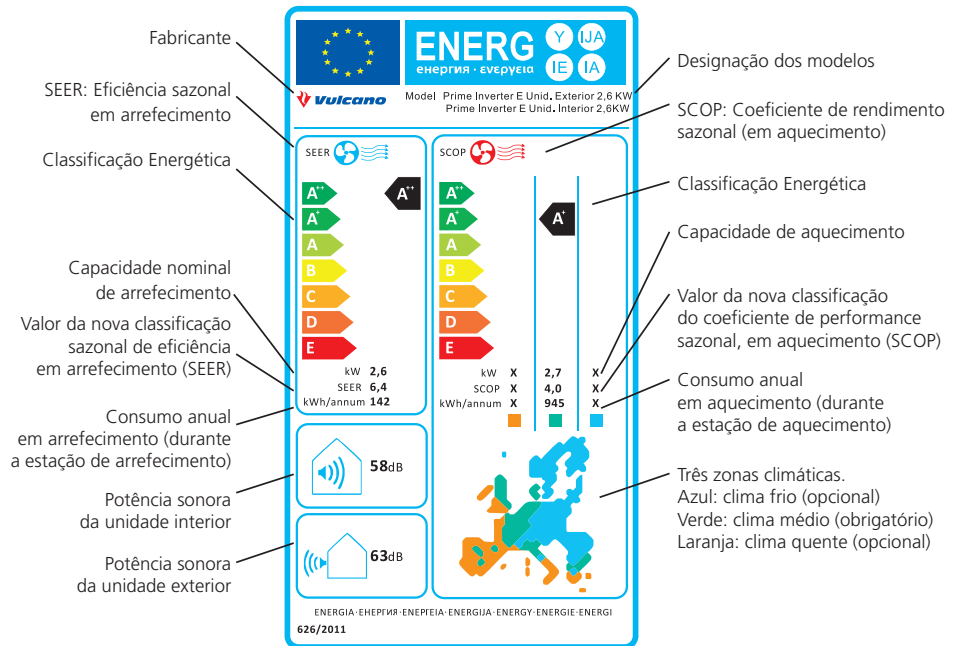 Fabricante
SEER: Eficiência sazonal
em arrefecimento
Classificação Energética
Capacidade nominal
de arrefecimento
Valor da nova classificação
sazonal de eficiência
em arrefecimento (SEER)
Consumo anual
em arrefecimento (durante
a estação de arrefecimento)
Potência sonora
da unidade interior
Potência sonora
da unidade exterior
ENERG
енергия · ενεργεια
Y
IJA
IE
IA
Vulcano
Model Prime Inverter E Unid. Exterior 2,6 KW
Prime Inverter E Unid. Interior 2,6KW
SEER
A++
A+
A
B
C
D
E
A++
kW 2,6
SEER 6,4
kWh/annum 142
SCOP
A++
A+
A
B
C
D
E
A+
kW X 2,7 X
SCOP X 4,0 X
kWh/annum X 945 X
58dB
63dB
ENERGIA·ЕНЕРГИЯ·ΕΝΕΡΓΕΙΑ·ENERGIJA·ENERGY·ENERGIE·ENERGI
626/2011
Designação dos modelos
SCOP: Coeficiente de rendimento
sazonal (em aquecimento)
Classificação Energética
Capacidade de aquecimento
Valor da nova classificação
do coeficiente de performance
sazonal, em aquecimento (SCOP)
Consumo anual
em aquecimento (durante
a estação de aquecimento)
Três zonas climáticas.
Azul: clima frio (opcional)
Verde: clima médio (obrigatório)
Laranja: clima quente (opcional)